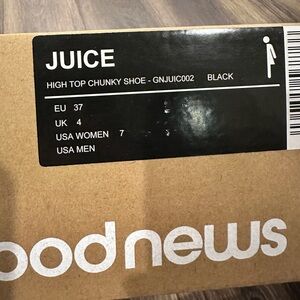 JUICE
HIGH TOP CHUNKY SHOE - GNJUIC002 BLACK
EU 37
UK 4
USA WOMEN 7
USA MEN
ood news